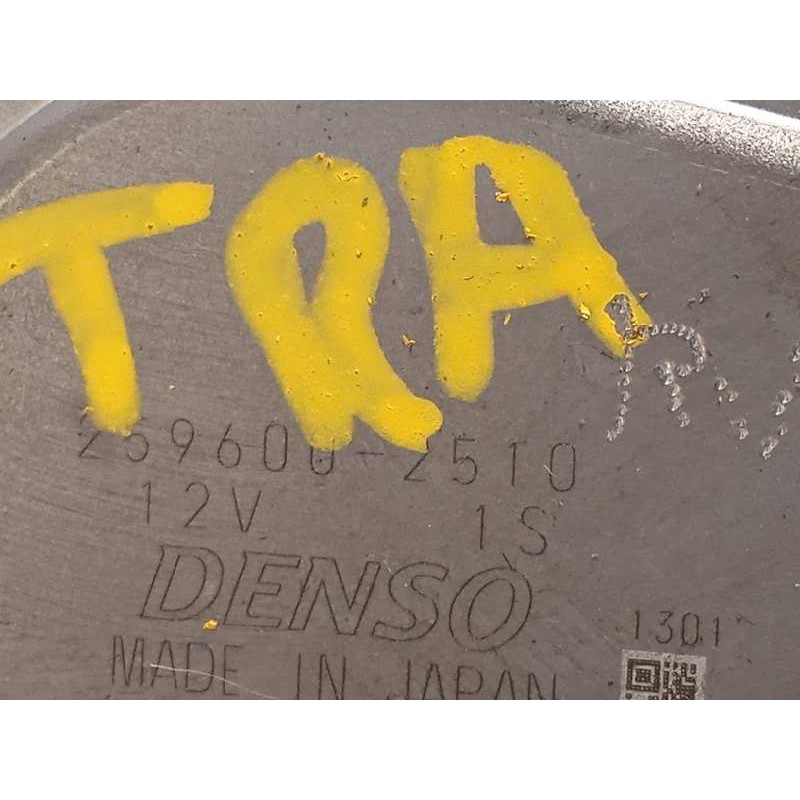 TRA
259600-2510
12V 1S
DENSO
1301
MADE IN JAPAN